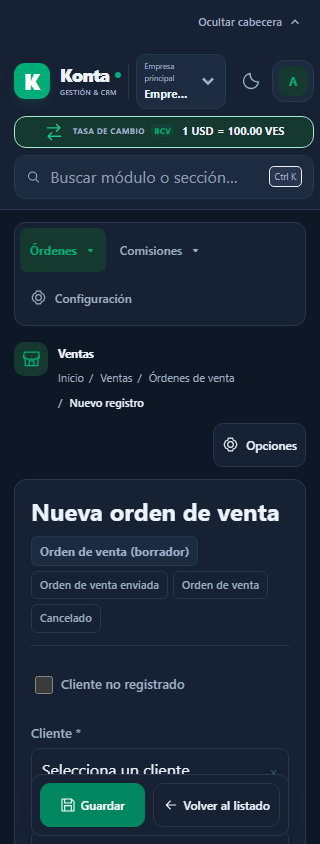 Ocultar cabecera
K
Konta
GESTIÓN & CRM
Empresa
principal
Empre...
A
TASA DE CAMBIO BCV 1 USD = 100.00 VES
Buscar módulo o sección...
Ctrl K
Órdenes
Comisiones
Configuración
Ventas
Inicio / Ventas / Órdenes de venta
/ Nuevo registro
Opciones
Nueva orden de venta
Orden de venta (borrador)
Orden de venta enviada
Orden de venta
Cancelado
Cliente no registrado
Cliente *
Selecciona un cliente
Guardar
Volver al listado